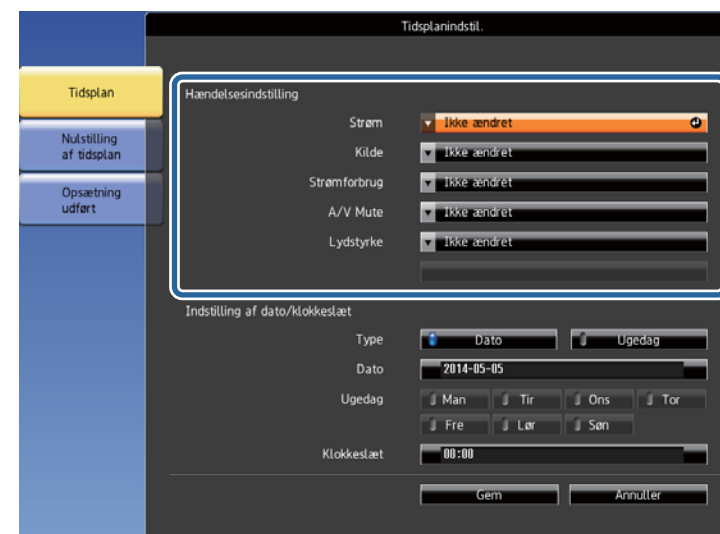 Tidsplanindstil.
Tidsplan
Nulstilling
af tidsplan
Opsætning
udført
Hændelsesindstilling
Strøm Ikke ændret
Kilde Ikke ændret
Strømforbrug Ikke ændret
A/V Mute Ikke ændret
Lydstyrke Ikke ændret
Indstilling af dato/klokkeslæt
Type Dato Ugedag
Dato 2014-05-05
Ugedag Man Tir Ons Tor
Fre Lør Søn
Klokkeslæt 00:00
Gem Annuller